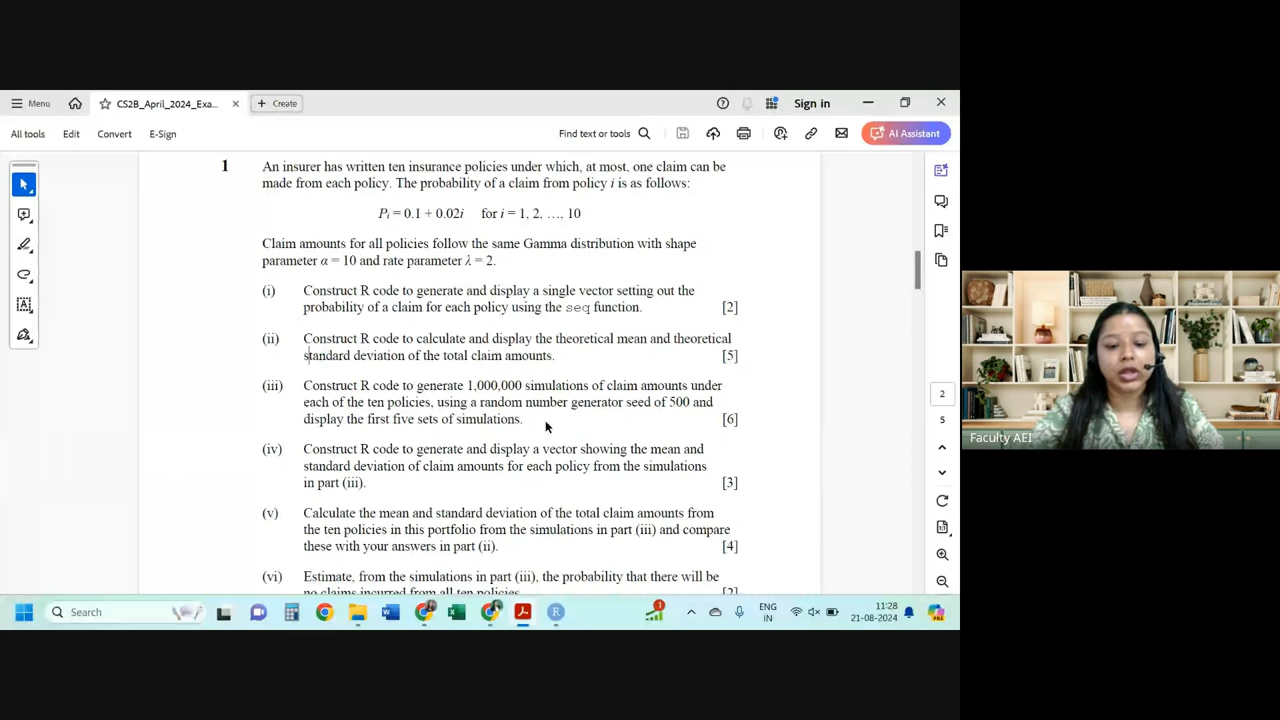 Menu
CS2B_April_2024_Exa...
Create
Sign in
All tools
Edit
Convert
E-Sign
Find text or tools
AI Assistant
1 An insurer has written ten insurance policies under which, at most, one claim can be
made from each policy. The probability of a claim from policy i is as follows:
Pᵢ = 0.1 + 0.02i for i = 1, 2, …, 10
Claim amounts for all policies follow the same Gamma distribution with shape
parameter α = 10 and rate parameter λ = 2.
(i) Construct R code to generate and display a single vector setting out the
probability of a claim for each policy using the seq function. [2]
(ii) Construct R code to calculate and display the theoretical mean and theoretical
standard deviation of the total claim amounts. [5]
(iii) Construct R code to generate 1,000,000 simulations of claim amounts under
each of the ten policies, using a random number generator seed of 500 and
display the first five sets of simulations. [6]
(iv) Construct R code to generate and display a vector showing the mean and
standard deviation of claim amounts for each policy from the simulations
in part (iii). [3]
(v) Calculate the mean and standard deviation of the total claim amounts from
the ten policies in this portfolio from the simulations in part (iii) and compare
these with your answers in part (ii). [4]
(vi) Estimate, from the simulations in part (iii), the probability that there will be
no claims incurred from all ten policies.
2
5
Faculty AEI
Search
ENG
IN
11:28
21-08-2024